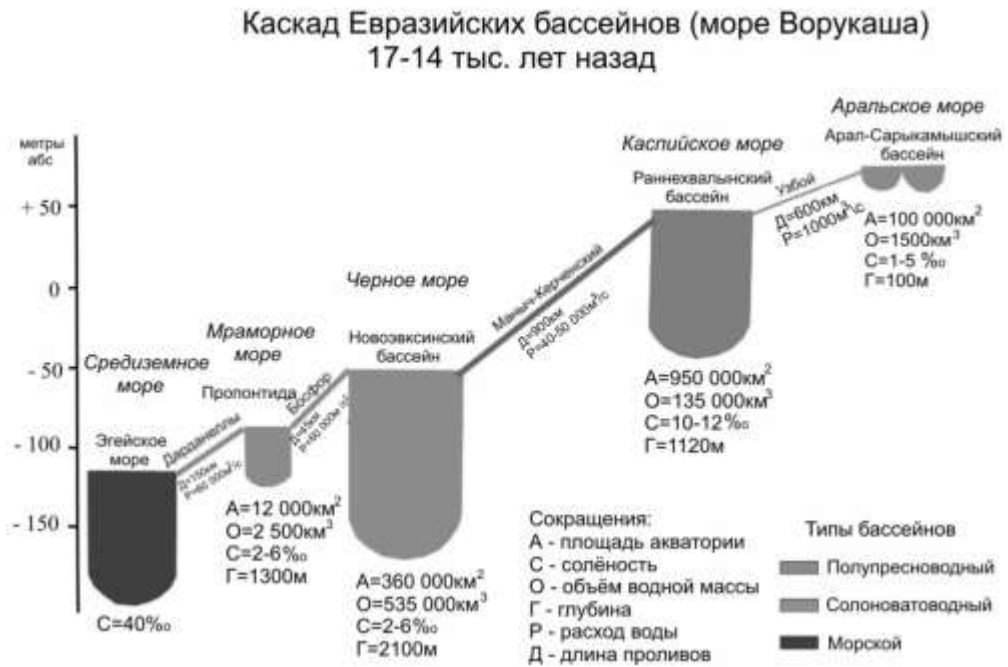 Каскад Евразийских бассейнов (море Ворукаша)
17-14 тыс. лет назад
метры
абс
+ 50
0
- 50
- 100
- 150
Средиземное
море
Эгейское
море
С=40‰
Дарданеллы
Д=150км
Р=60 000м³/с
Мраморное
море
Пропонтида
А=12 000км²
О=2 500км³
С=2-6‰
Г=1300м
Босфор
Черное море
Новоэвксинский
бассейн
А=360 000км²
О=535 000км³
С=2-6‰
Г=2100м
Маныч-Керченский
Д=900км
Р=40-50 000м³/с
Каспийское море
Раннехвалынский
бассейн
А=950 000км²
О=135 000км³
С=10-12‰
Г=1120м
Узбой
Д=600км
Р=1000м³/с
Аральское море
Арал-Сарыкамышский
бассейн
А=100 000км²
О=1500км³
С=1-5 ‰
Г=100м
Сокращения:
А - площадь акватории
С - солёность
О - объём водной массы
Г - глубина
Р - расход воды
Д - длина проливов
Типы бассейнов
Полупресноводный
Солоноватоводный
Морской